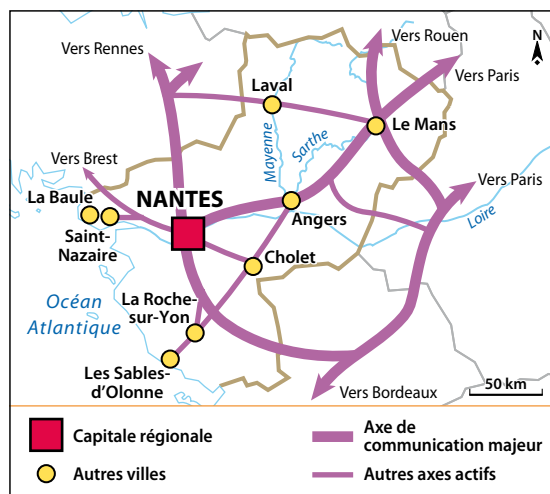 Vers Rouen
Vers Rennes
N
Vers Paris
Laval
Le Mans
Mayenne
Sarthe
Vers Brest
Vers Paris
La Baule
NANTES
Loire
Angers
Saint-
Nazaire
Cholet
Océan
Atlantique
La Roche-
sur-Yon
Les Sables-
d'Olonne
Vers Bordeaux
50 km
Capitale régionale
Axe de
communication majeur
Autres villes
Autres axes actifs